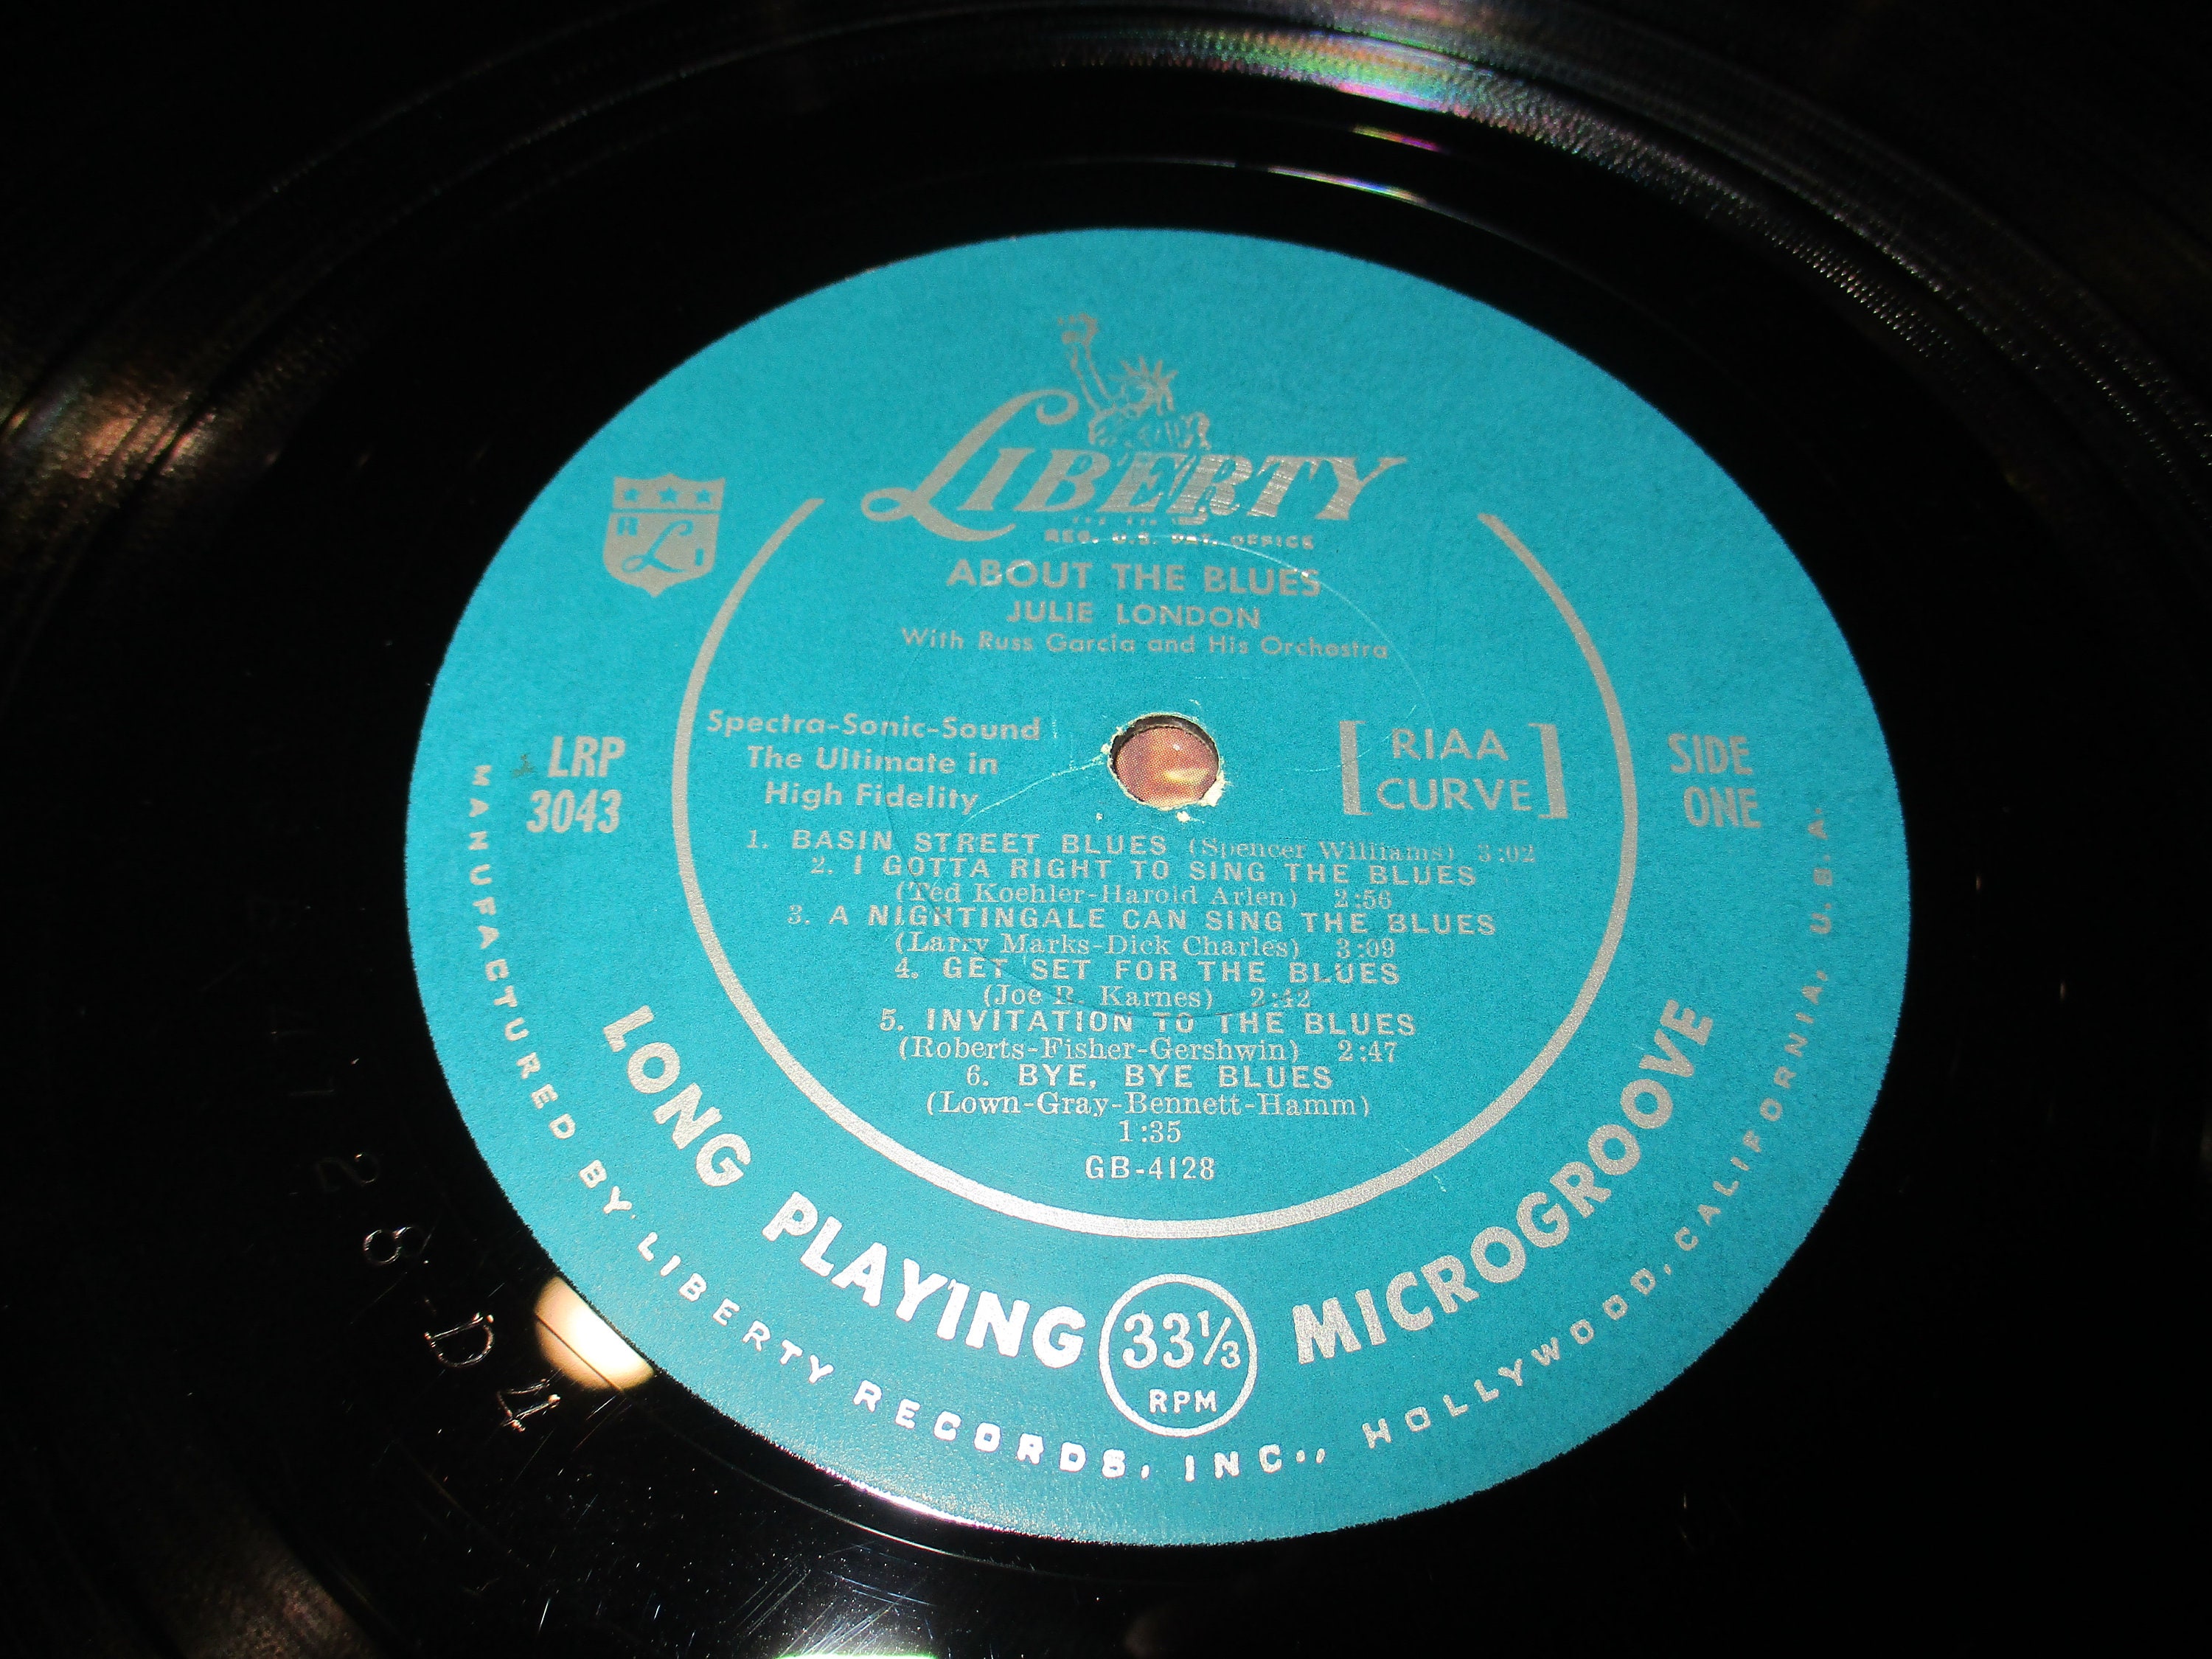 LIBERTY
REG. U.S. PAT. OFFICE
R L I
ABOUT THE BLUES
JULIE LONDON
With Russ Garcia and His Orchestra
Spectra-Sonic-Sound
The Ultimate in
High Fidelity
[RIAA
CURVE]
LRP
3043
SIDE
ONE
1. BASIN STREET BLUES (Spencer Williams) 3:02
2. I GOTTA RIGHT TO SING THE BLUES
(Ted Koehler-Harold Arlen) 2:56
3. A NIGHTINGALE CAN SING THE BLUES
(Larry Marks-Dick Charles) 3:09
4. GET SET FOR THE BLUES
(Joe R. Karnes) 2:42
5. INVITATION TO THE BLUES
(Roberts-Fisher-Gershwin) 2:47
6. BYE, BYE BLUES
(Lown-Gray-Bennett-Hamm)
1:35
GB-4128
LONG PLAYING 33⅓ RPM MICROGROOVE
MANUFACTURED BY LIBERTY RECORDS, INC., HOLLYWOOD, CALIFORNIA, U.S.A.
28-D4